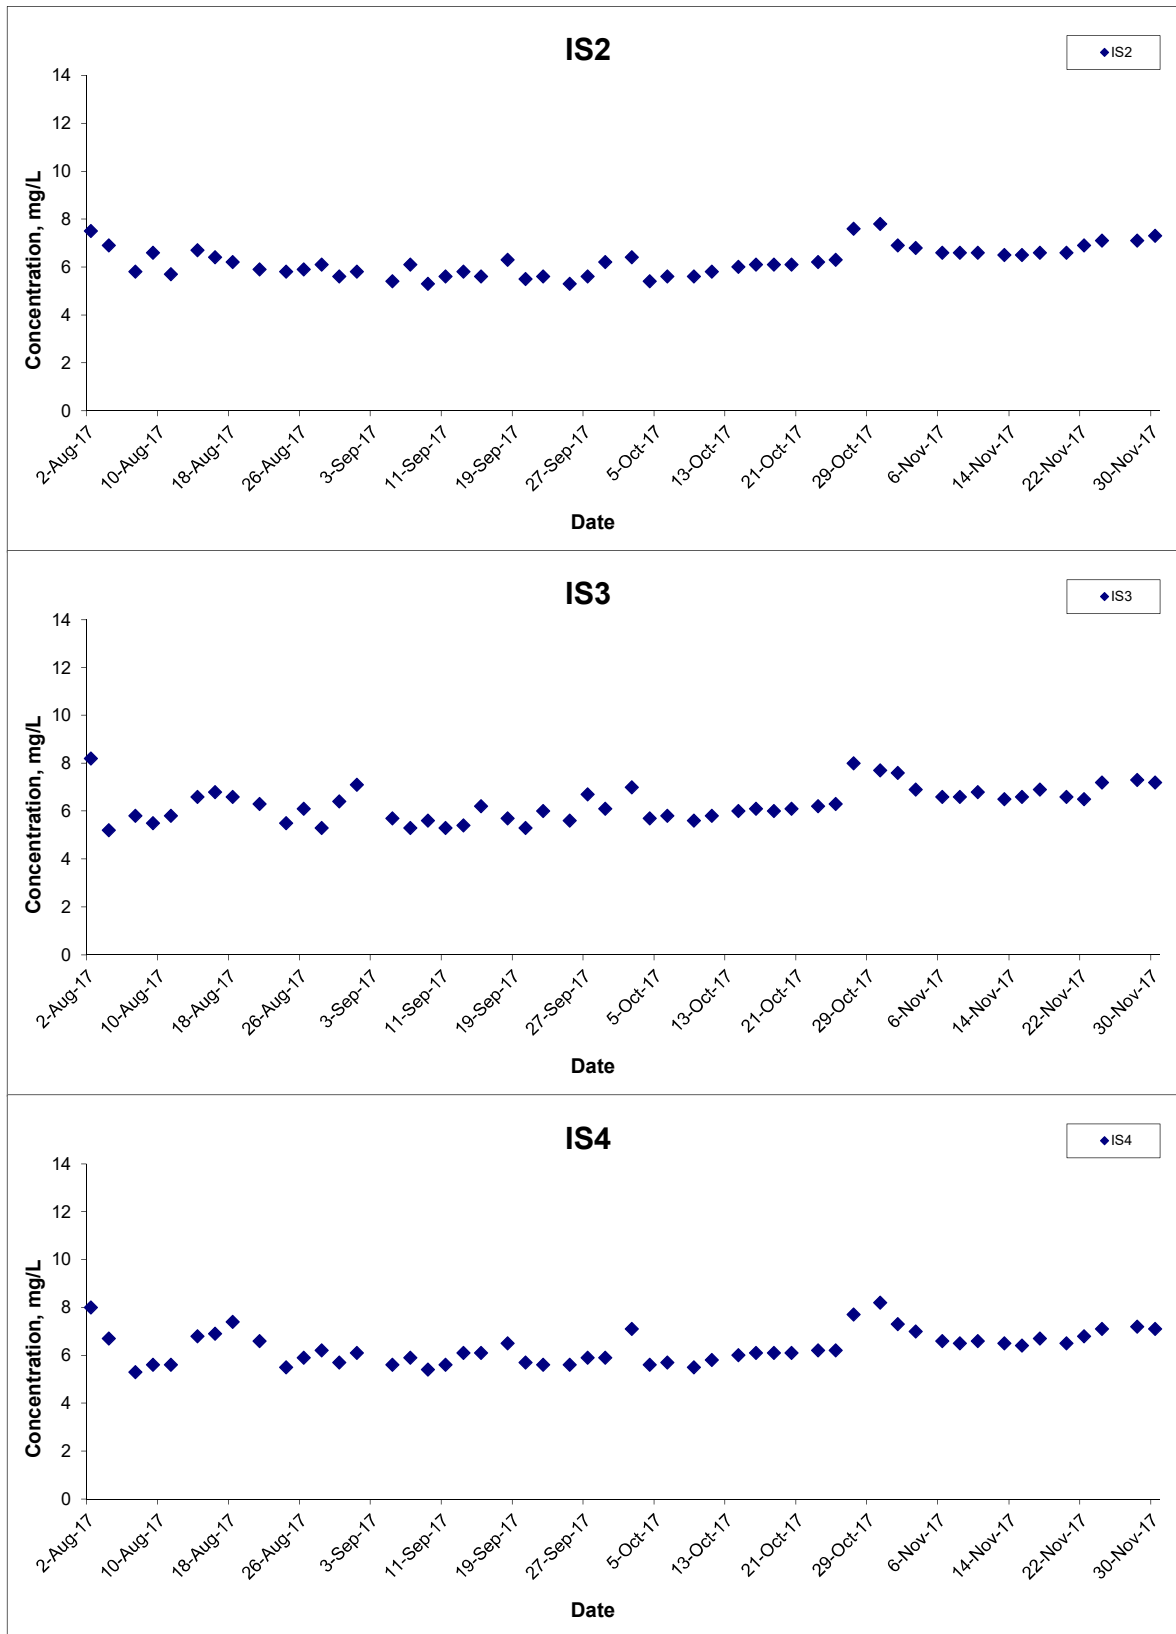 IS2
IS2
14
12
10
8
6
4
2
0
Concentration, mg/L
2-Aug-17
10-Aug-17
18-Aug-17
26-Aug-17
3-Sep-17
11-Sep-17
19-Sep-17
27-Sep-17
5-Oct-17
13-Oct-17
21-Oct-17
29-Oct-17
6-Nov-17
14-Nov-17
22-Nov-17
30-Nov-17
Date
IS3
IS3
14
12
10
8
6
4
2
0
Concentration, mg/L
2-Aug-17
10-Aug-17
18-Aug-17
26-Aug-17
3-Sep-17
11-Sep-17
19-Sep-17
27-Sep-17
5-Oct-17
13-Oct-17
21-Oct-17
29-Oct-17
6-Nov-17
14-Nov-17
22-Nov-17
30-Nov-17
Date
IS4
IS4
14
12
10
8
6
4
2
0
Concentration, mg/L
2-Aug-17
10-Aug-17
18-Aug-17
26-Aug-17
3-Sep-17
11-Sep-17
19-Sep-17
27-Sep-17
5-Oct-17
13-Oct-17
21-Oct-17
29-Oct-17
6-Nov-17
14-Nov-17
22-Nov-17
30-Nov-17
Date